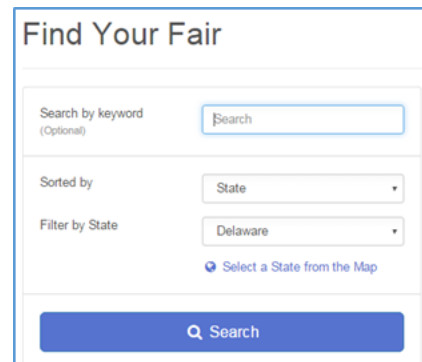 Find Your Fair
Search by keyword
(Optional)
Search
Sorted by
State
Filter by State
Delaware
Select a State from the Map
Search